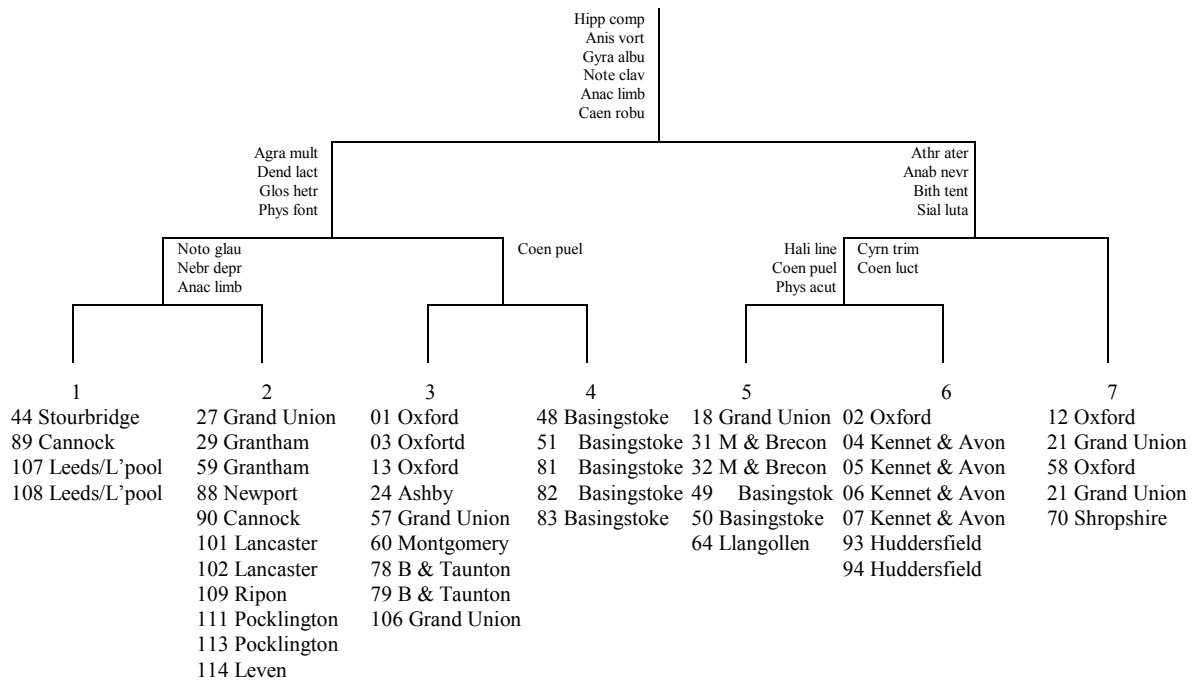 Hipp comp
Anis vort
Gyra albu
Note clav
Anac limb
Caen robu
Agra mult
Dend lact
Glos hetr
Phys font
Athr ater
Anab nevr
Bith tent
Sial luta
Noto glau
Nebr depr
Anac limb
Coen puel
Hali line
Coen puel
Phys acut
Cyrn trim
Coen luct
1
44 Stourbridge
89 Cannock
107 Leeds/L'pool
108 Leeds/L'pool
2
27 Grand Union
29 Grantham
59 Grantham
88 Newport
90 Cannock
101 Lancaster
102 Lancaster
109 Ripon
111 Pocklington
113 Pocklington
114 Leven
3
01 Oxford
03 Oxfortd
13 Oxford
24 Ashby
57 Grand Union
60 Montgomery
78 B & Taunton
79 B & Taunton
106 Grand Union
4
48 Basingstoke
51 Basingstoke
81 Basingstoke
82 Basingstoke
83 Basingstoke
5
18 Grand Union
31 M & Brecon
32 M & Brecon
49 Basingstok
50 Basingstoke
64 Llangollen
6
02 Oxford
04 Kennet & Avon
05 Kennet & Avon
06 Kennet & Avon
07 Kennet & Avon
93 Huddersfield
94 Huddersfield
7
12 Oxford
21 Grand Union
58 Oxford
21 Grand Union
70 Shropshire